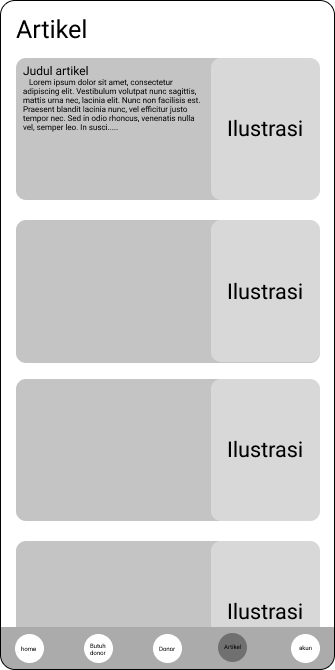 Artikel
Judul artikel
Lorem ipsum dolor sit amet, consectetur
adipiscing elit. Vestibulum volutpat nunc sagittis,
mattis urna nec, lacinia elit. Nunc non facilisis est.
Praesent blandit lacinia nunc, vel efficitur justo
tempor nec. Sed in odio rhoncus, venenatis nulla
vel, semper leo. In susci.....
Ilustrasi
Ilustrasi
Ilustrasi
Ilustrasi
home
Butuh
donor
Donor
Artikel
akun